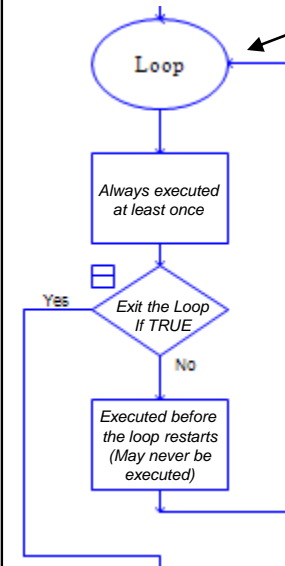 Loop
Always executed
at least once
Yes
Exit the Loop
If TRUE
No
Executed before
the loop restarts
(May never be
executed)